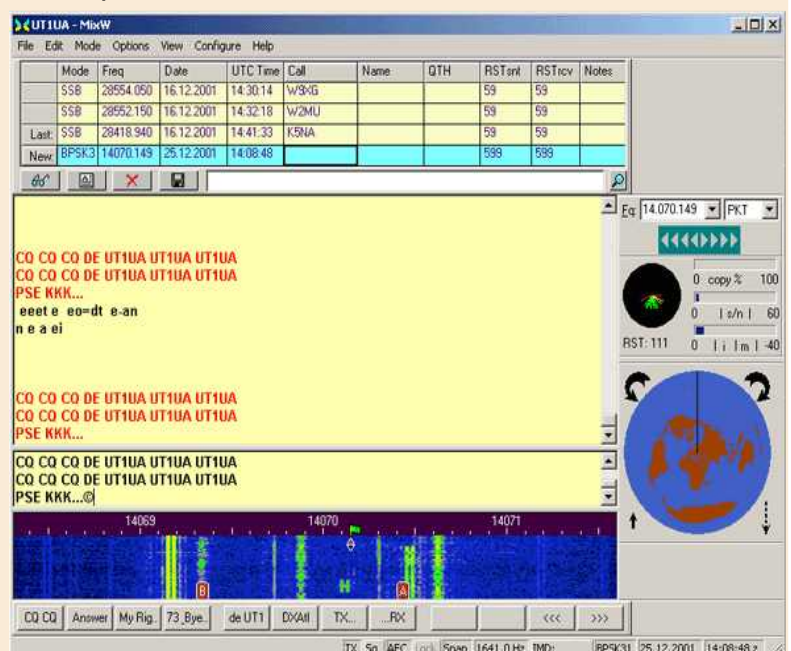 UT1UA - MixW
File Edit Mode Options View Configure Help
Mode Freq Date UTC Time Call Name QTH RSTsnt RSTrcv Notes
SSB 28554.050 16.12.2001 14:30:14 W9XG 59 59
SSB 28552.150 16.12.2001 14:32:18 W2MU 59 59
Last: SSB 28418.940 16.12.2001 14:41:33 K5NA 59 59
New: BPSK3 14070.149 25.12.2001 14:08:48 599 599
Fq: 14.070.149 PKT
CQ CQ CQ DE UT1UA UT1UA UT1UA
CQ CQ CQ DE UT1UA UT1UA UT1UA
PSE KKK...
eeet e eo=dt e-an
n e a ei
CQ CQ CQ DE UT1UA UT1UA UT1UA
CQ CQ CQ DE UT1UA UT1UA UT1UA
PSE KKK...
0 copy % 100
0 | s/n | 60
RST: 111 0 | i | m | -40
CQ CQ CQ DE UT1UA UT1UA UT1UA
CQ CQ CQ DE UT1UA UT1UA UT1UA
PSE KKK...©
14069 14070 14071
B H A
CQ CQ Answer My Rig.. 73_Bye.. de UT1 DXAtl TX... ...RX <<< >>>
TX Sq AFC Lock Snap 1641.0 Hz IMD: BPSK31 25.12.2001 14:08:48 z